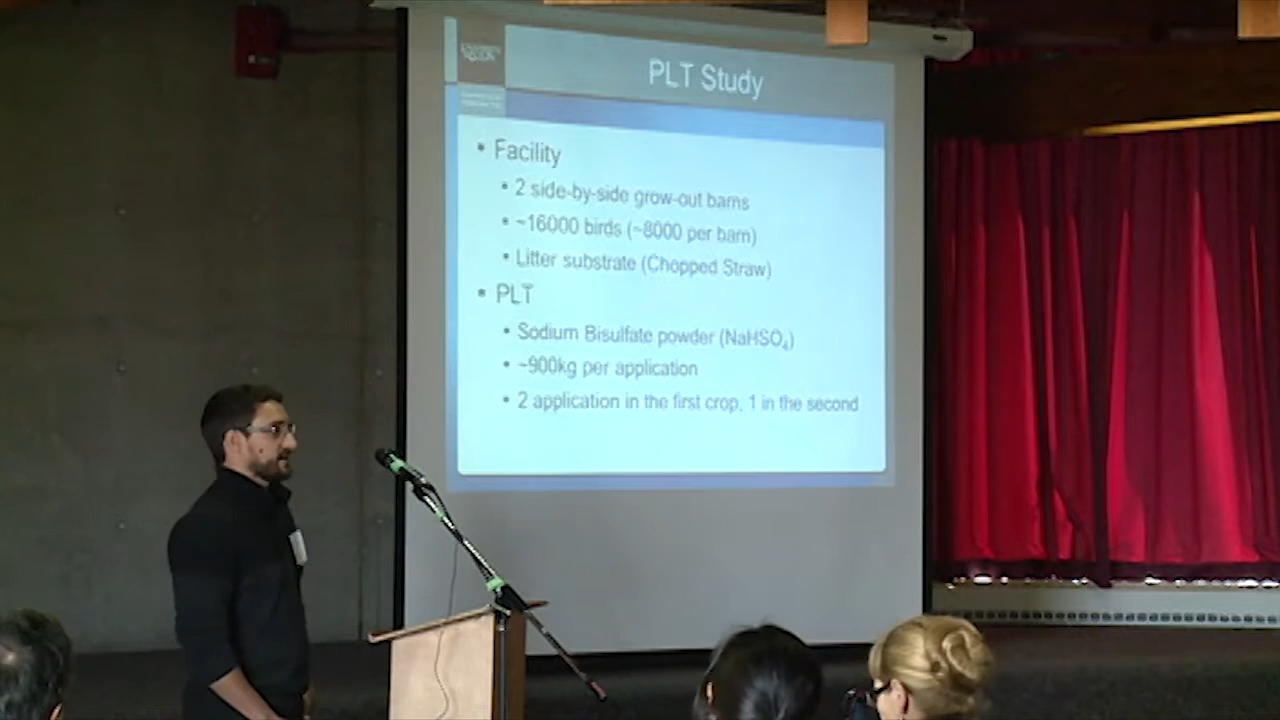 PLT Study
• Facility
• 2 side-by-side grow-out barns
• ~16000 birds (~8000 per barn)
• Litter substrate (Chopped Straw)
• PLT
• Sodium Bisulfate powder (NaHSO₄)
• ~900kg per application
• 2 application in the first crop, 1 in the second